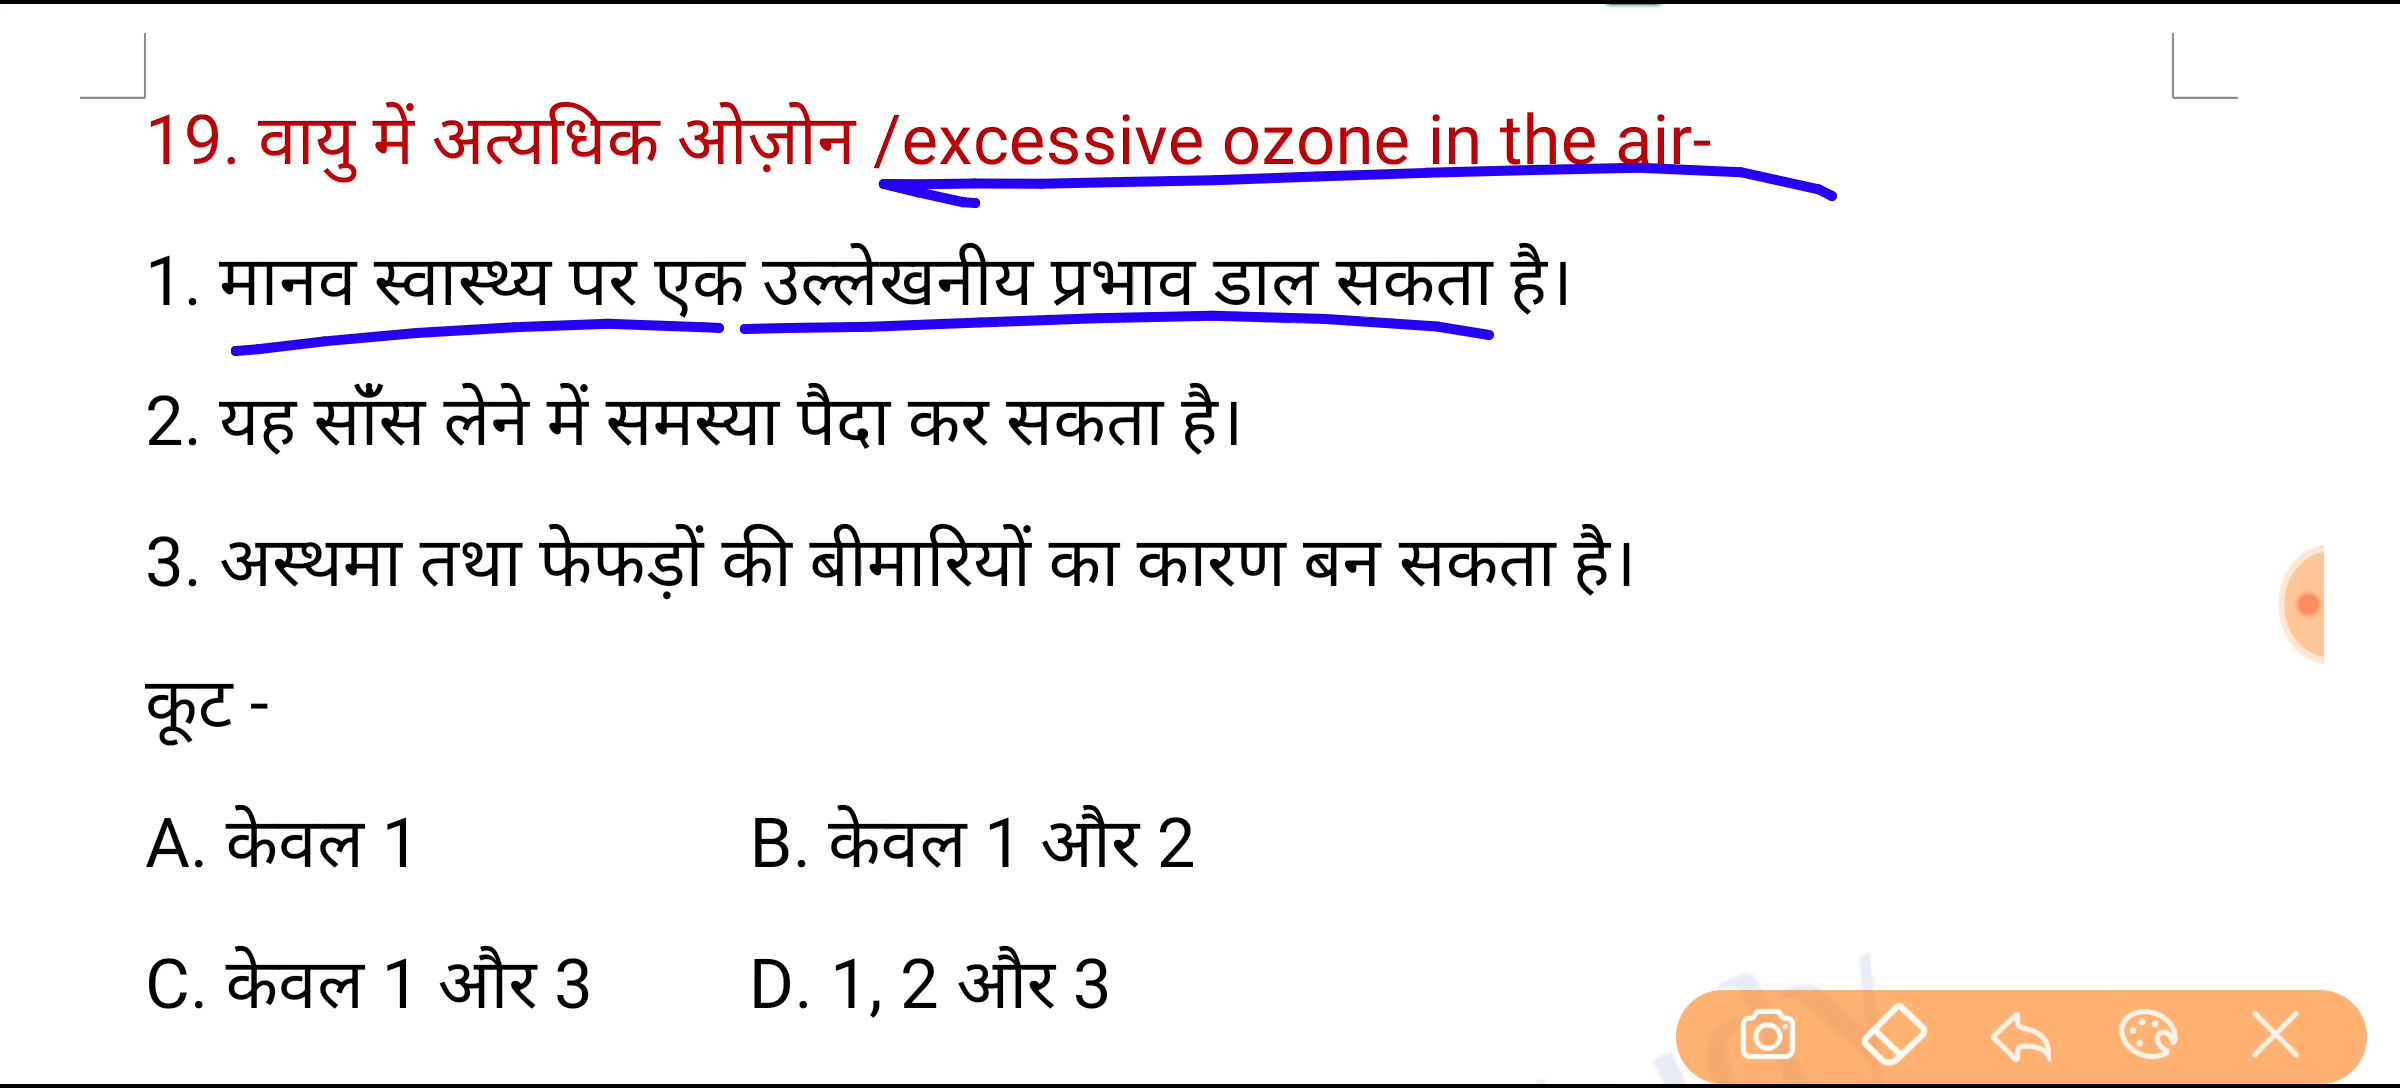 19. वायु में अत्यधिक ओज़ोन /excessive ozone in the air-
1. मानव स्वास्थ्य पर एक उल्लेखनीय प्रभाव डाल सकता है।
2. यह साँस लेने में समस्या पैदा कर सकता है।
3. अस्थमा तथा फेफड़ों की बीमारियों का कारण बन सकता है।
कूट -
A. केवल 1 B. केवल 1 और 2
C. केवल 1 और 3 D. 1, 2 और 3